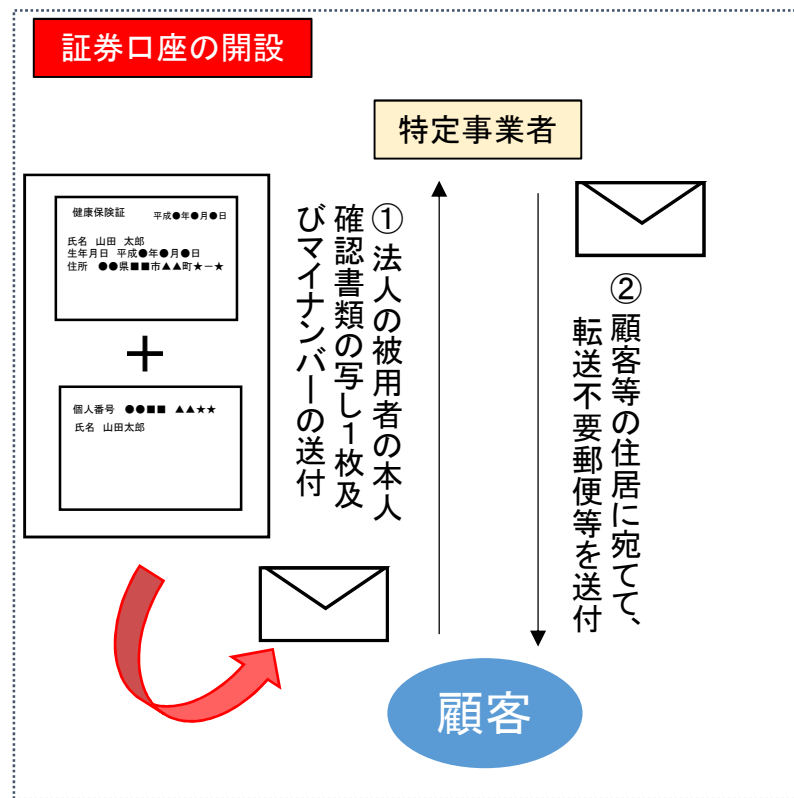 証券口座の開設
特定事業者
健康保険証 平成●年●月●日
氏名 山田 太郎
生年月日 平成●年●月●日
住所 ●●県■■市▲▲町★ー★
＋
個人番号 ●●■■ ▲▲★★
氏名 山田太郎
①法人の被用者の本人
確認書類の写し１枚及
びマイナンバーの送付
②顧客等の住居に宛てて、
転送不要郵便等を送付
顧客